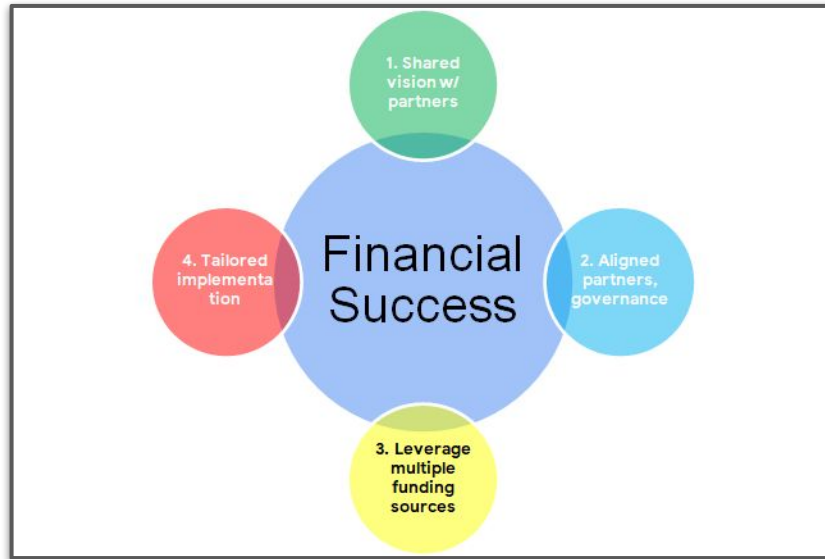 1. Shared
vision w/
partners
Financial
Success
2. Aligned
partners,
governance
3. Leverage
multiple
funding
sources
4. Tailored
implementa
tion